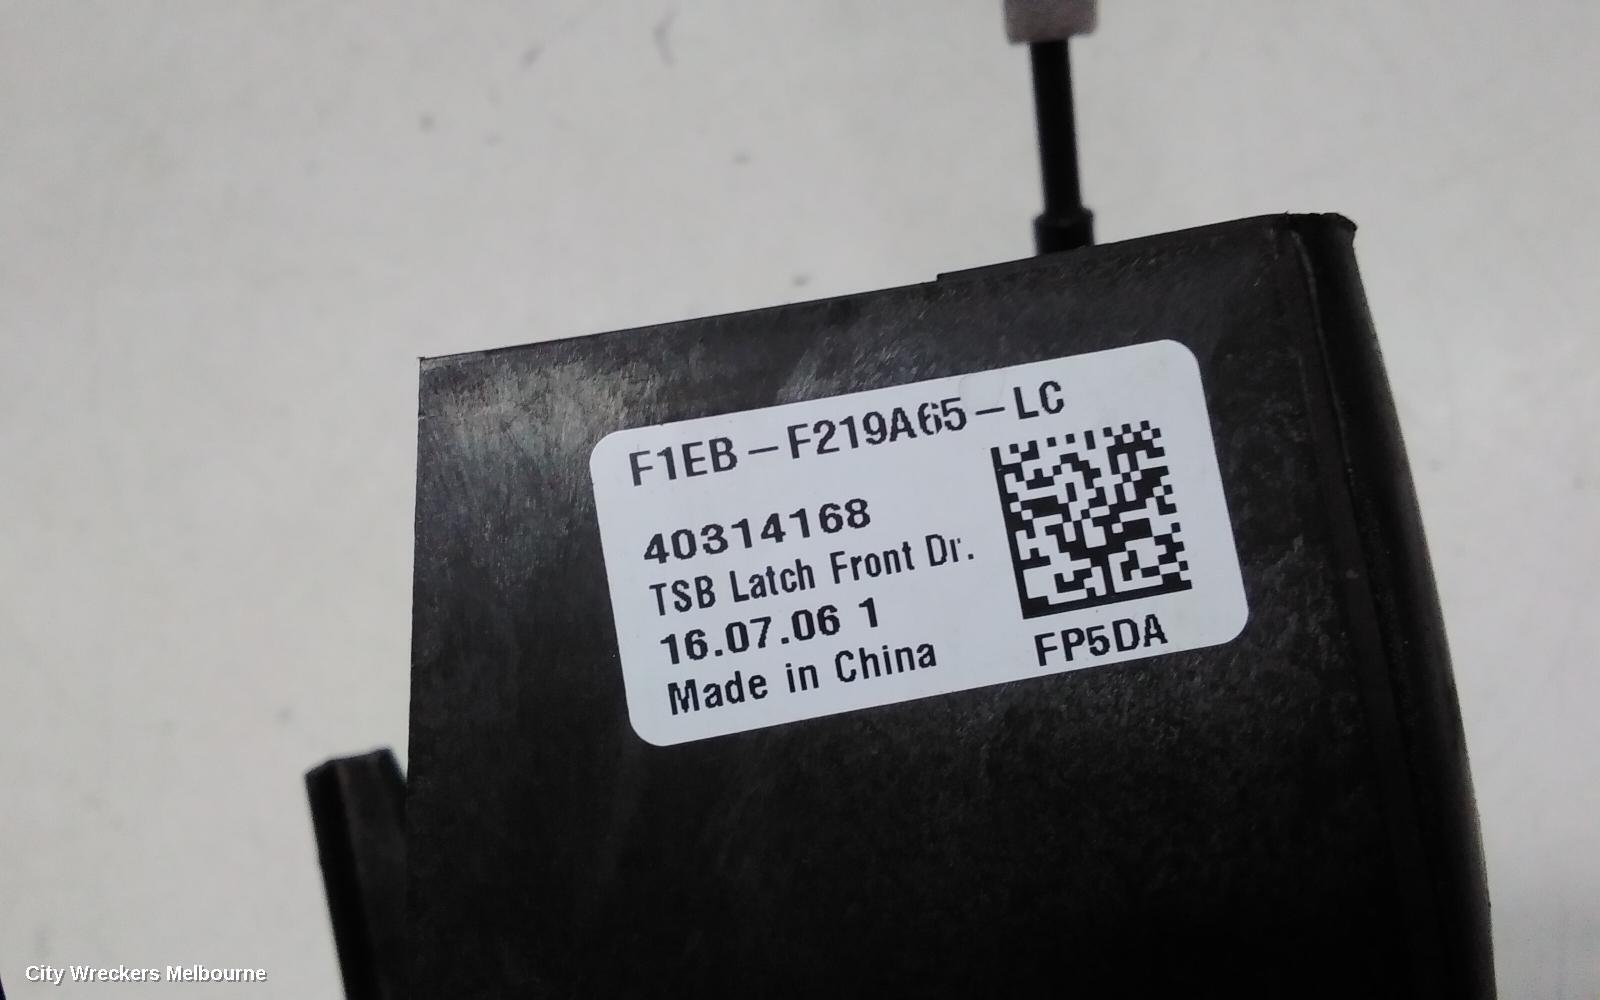 F1EB-F219A65-LC
40314168
TSB Latch Front Dr.
16.07.06 1
Made in China
FP5DA
City Wreckers Melbourne